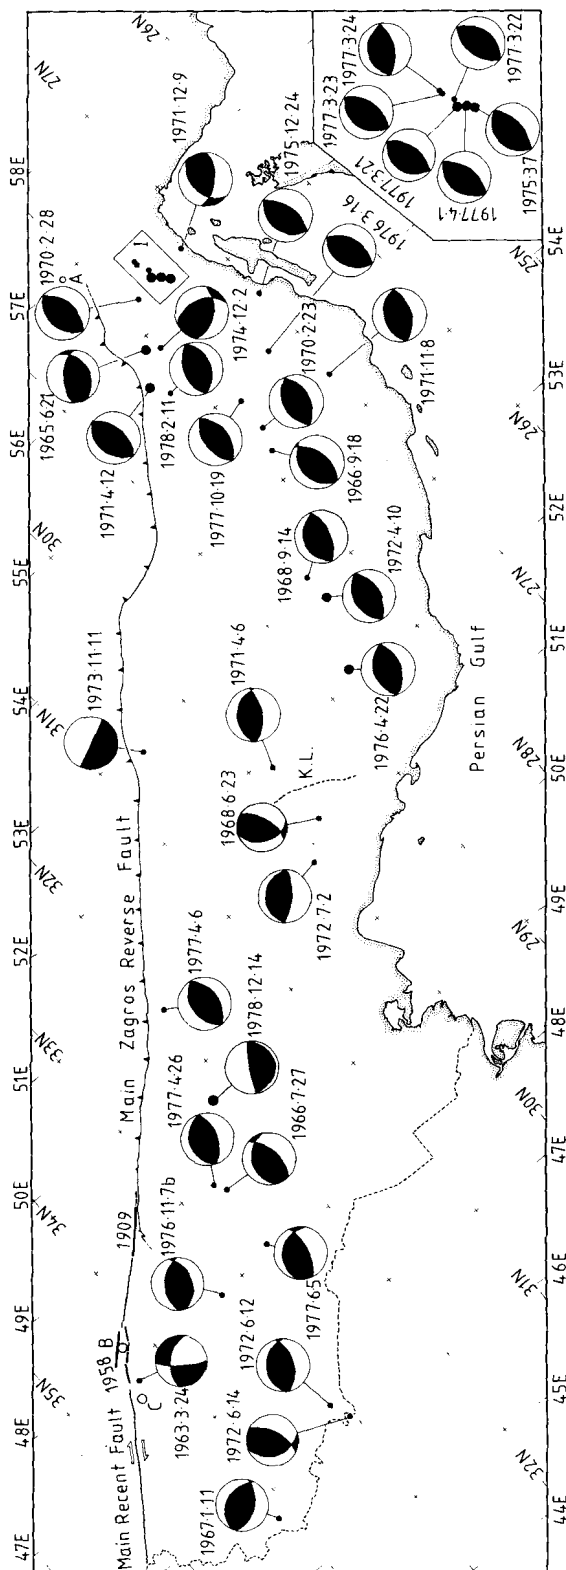 47E
48E
49E
50E
51E
52E
53E
54E
55E
56E
57E
58E
35N
34N
33N
32N
31N
30N
27N
26N
Main Recent Fault
1958
B
C
1909
Main Zagros Reverse Fault
A
I
1967·1·11
1972·6·14
1972·6·12
1963·3·24
1976·11·7b
1977·6·5
1977·4·26
1966·7·27
1978·12·14
1977·4·6
1972·7·2
1968·6·23
K.L.
1971·4·6
1973·11·11
1976·4·22
1972·4·10
1968·9·14
1966·9·18
1977·10·19
1970·2·23
1971·11·8
1978·2·11
1971·4·12
1965·6·21
1974·12·2
1976·3·16
1975·12·24
1970·2·28
1971·12·9
Persian Gulf
1977·3·24
1977·3·22
1977·3·23
1977·3·21
1977·4·1
1975·3·7
44E
45E
46E
47E
48E
49E
50E
51E
52E
53E
54E
32N
31N
30N
29N
28N
27N
26N
25N